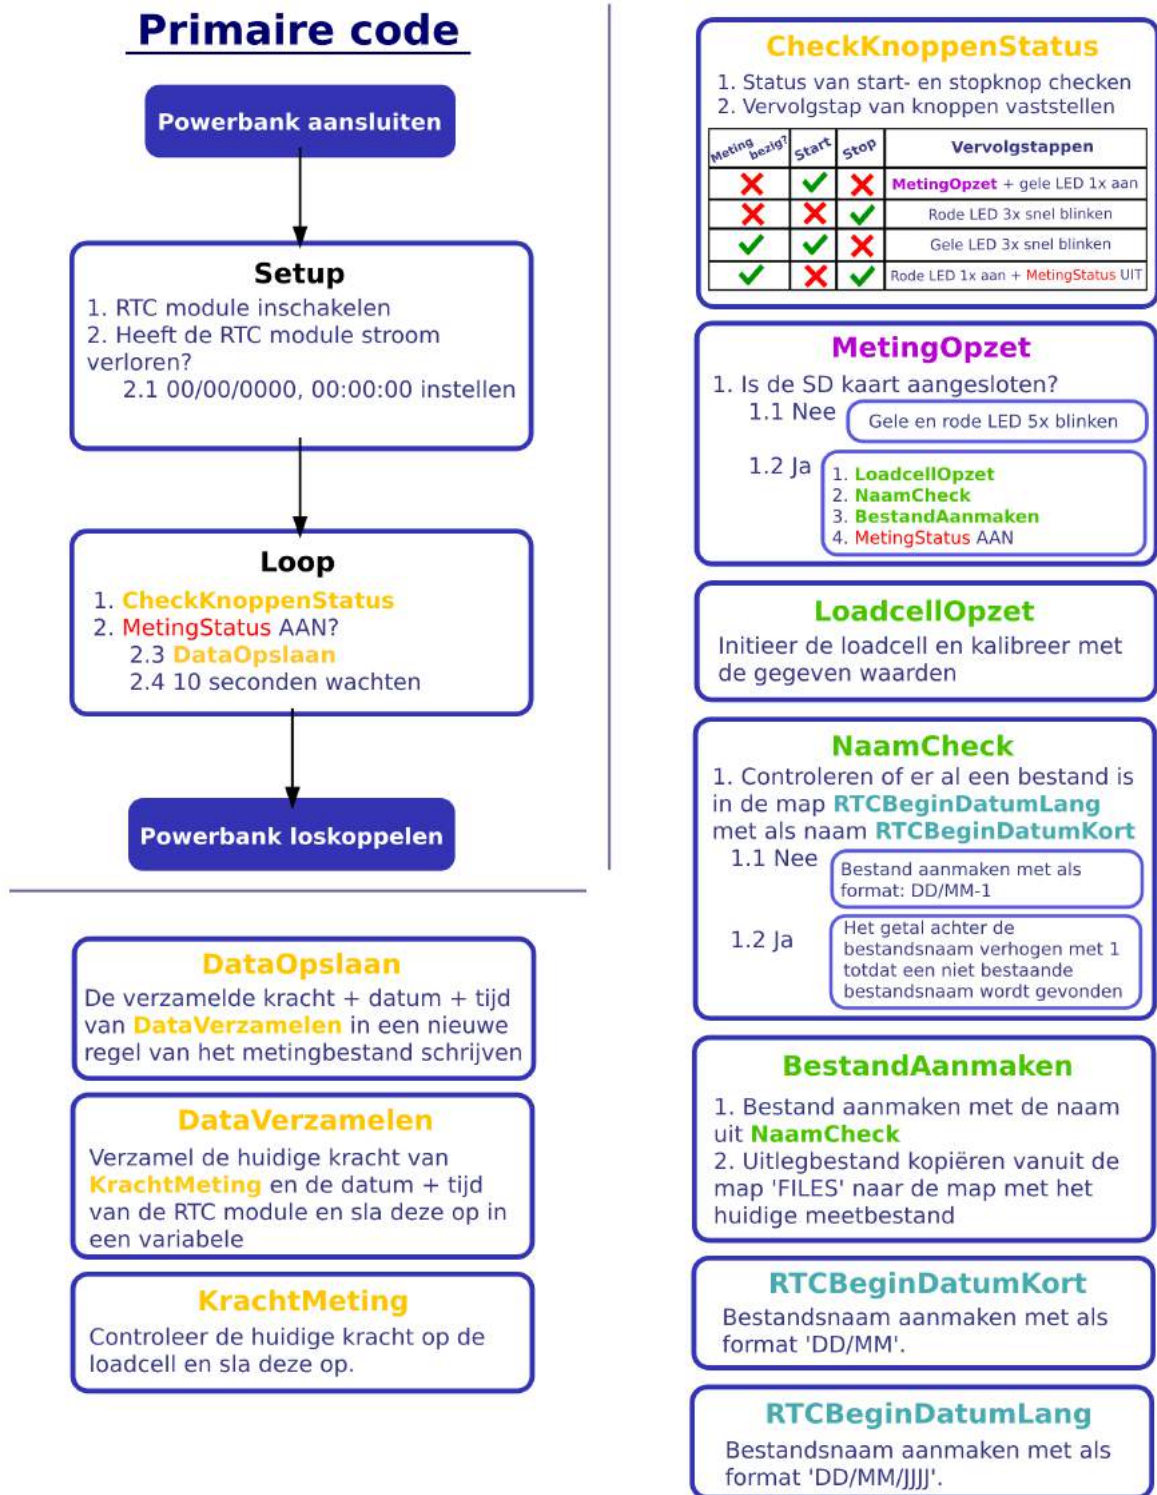 Primaire code
Powerbank aansluiten
Setup
1. RTC module inschakelen
2. Heeft de RTC module stroom
verloren?
2.1 00/00/0000, 00:00:00 instellen
Loop
1. CheckKnoppenStatus
2. MetingStatus AAN?
2.3 DataOpslaan
2.4 10 seconden wachten
Powerbank loskoppelen
DataOpslaan
De verzamelde kracht + datum + tijd
van DataVerzamelen in een nieuwe
regel van het metingbestand schrijven
DataVerzamelen
Verzamel de huidige kracht van
KrachtMeting en de datum + tijd
van de RTC module en sla deze op in
een variabele
KrachtMeting
Controleer de huidige kracht op de
loadcell en sla deze op.
CheckKnoppenStatus
1. Status van start- en stopknop checken
2. Vervolgstap van knoppen vaststellen
Meting bezig? Start Stop Vervolgstappen
MetingOpzet + gele LED 1x aan
Rode LED 3x snel blinken
Gele LED 3x snel blinken
Rode LED 1x aan + MetingStatus UIT
MetingOpzet
1. Is de SD kaart aangesloten?
1.1 Nee Gele en rode LED 5x blinken
1.2 Ja
1. LoadcellOpzet
2. NaamCheck
3. BestandAanmaken
4. MetingStatus AAN
LoadcellOpzet
Initieer de loadcell en kalibreer met
de gegeven waarden
NaamCheck
1. Controleren of er al een bestand is
in de map RTCBeginDatumLang
met als naam RTCBeginDatumKort
1.1 Nee
Bestand aanmaken met als
format: DD/MM-1
1.2 Ja
Het getal achter de
bestandsnaam verhogen met 1
totdat een niet bestaande
bestandsnaam wordt gevonden
BestandAanmaken
1. Bestand aanmaken met de naam
uit NaamCheck
2. Uitlegbestand kopiëren vanuit de
map 'FILES' naar de map met het
huidige meetbestand
RTCBeginDatumKort
Bestandsnaam aanmaken met als
format 'DD/MM'.
RTCBeginDatumLang
Bestandsnaam aanmaken met als
format 'DD/MM/JJJJ'.